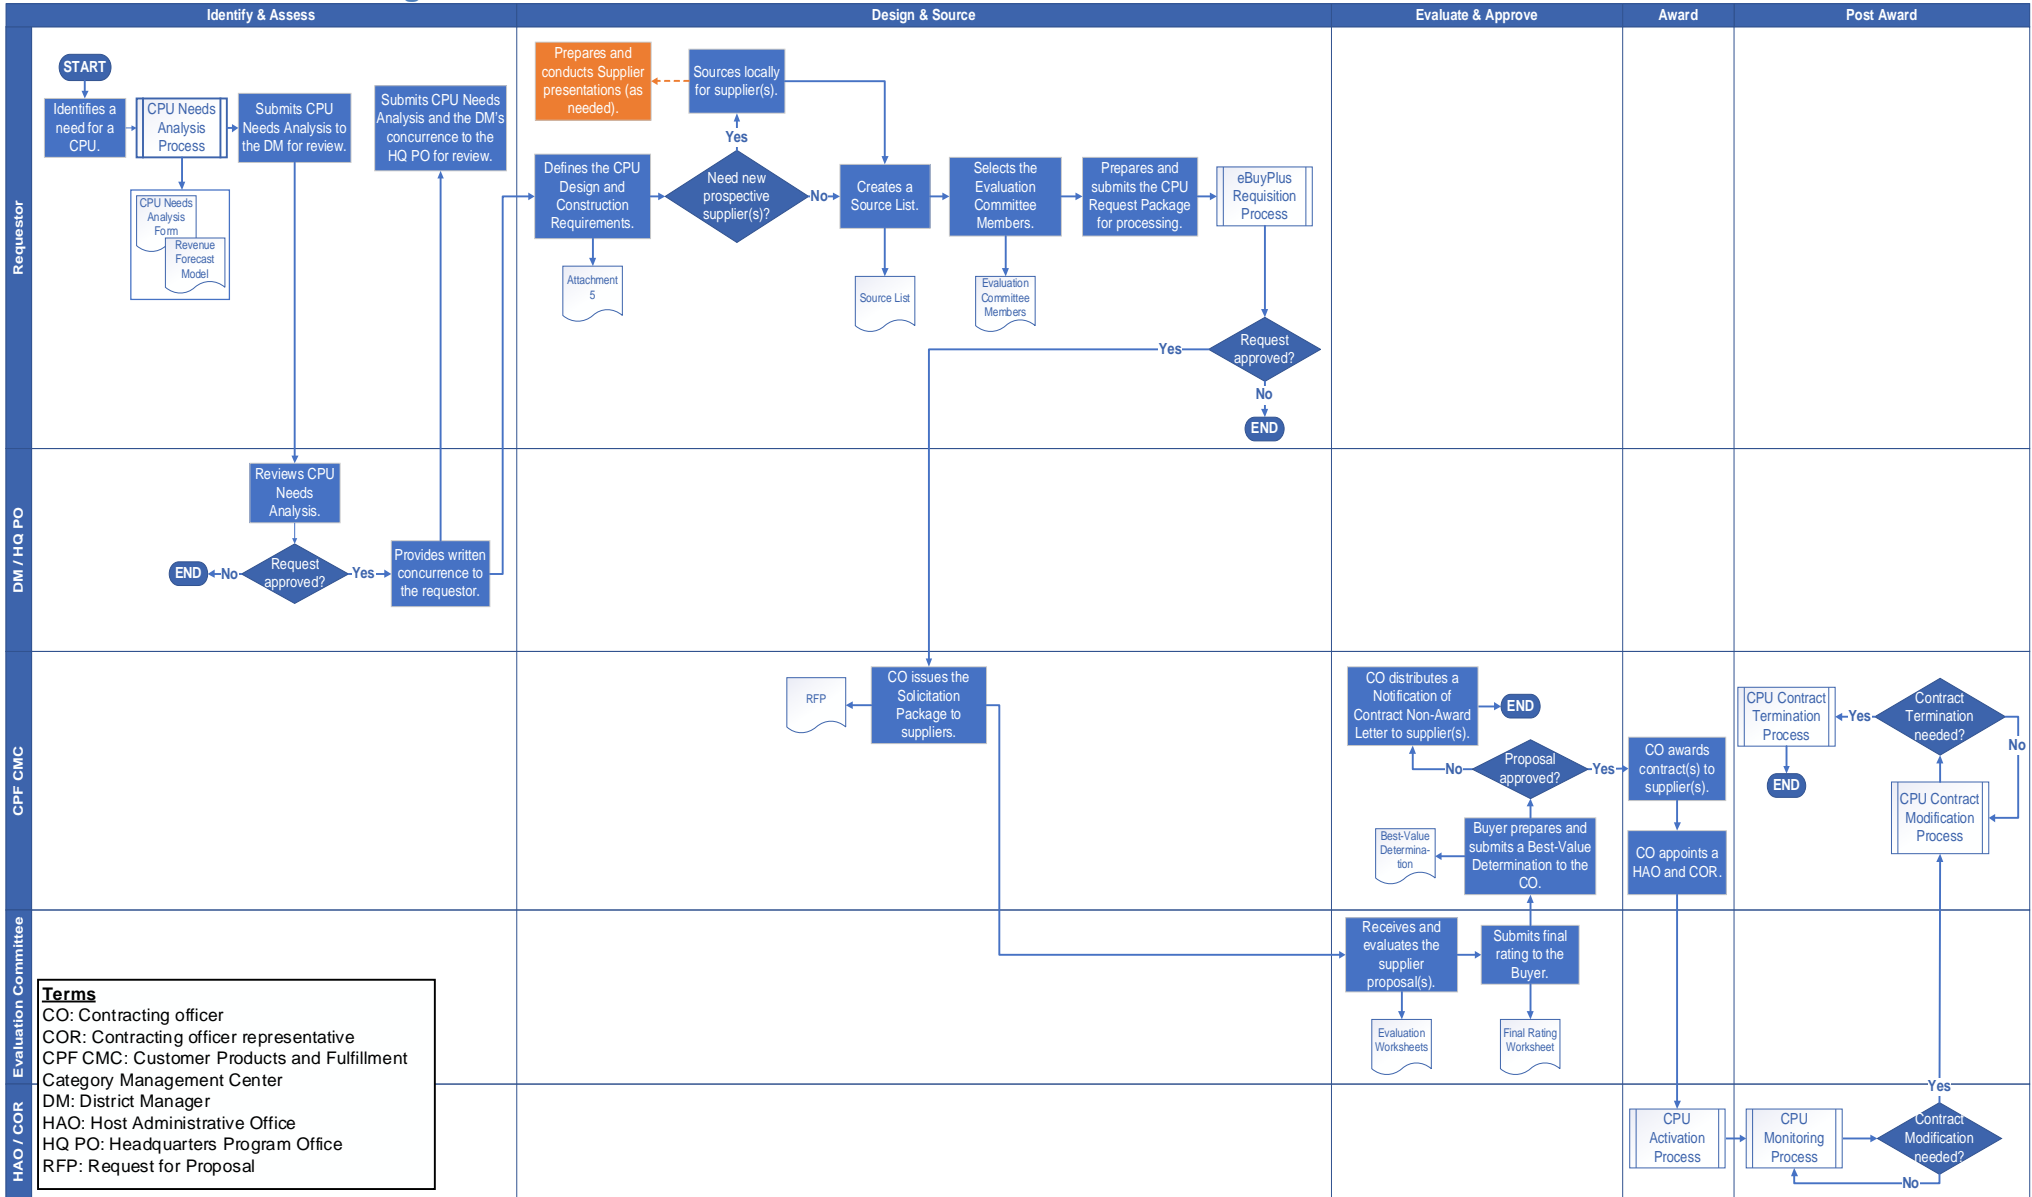 Identify & Assess
Design & Source
Evaluate & Approve
Award
Post Award
Requestor
START
Identifies a
need for a
CPU.
CPU Needs
Analysis
Process
CPU Needs
Analysis
Form
Revenue
Forecast
Model
Submits CPU
Needs Analysis to
the DM for review.
Submits CPU Needs
Analysis and the DM's
concurrence to the
HQ PO for review.
Prepares and
conducts Supplier
presentations (as
needed).
Sources locally
for supplier(s).
Yes
Defines the CPU
Design and
Construction
Requirements.
Attachment
5
Need new
prospective
supplier(s)?
No
Creates a
Source List.
Source List
Selects the
Evaluation
Committee
Members.
Evaluation
Committee
Members
Prepares and
submits the CPU
Request Package
for processing.
eBuyPlus
Requisition
Process
Request
approved?
Yes
No
END
DM / HQ PO
Reviews CPU
Needs
Analysis.
Request
approved?
No
END
Yes
Provides written
concurrence to
the requestor.
CPF CMC
RFP
CO issues the
Solicitation
Package to
suppliers.
CO distributes a
Notification of
Contract Non-Award
Letter to supplier(s).
END
No
Proposal
approved?
Yes
Best-Value
Determina-
tion
Buyer prepares and
submits a Best-Value
Determination to the
CO.
CO awards
contract(s) to
supplier(s).
CO appoints a
HAO and COR.
CPU Contract
Termination
Process
END
Yes
Contract
Termination
needed?
No
CPU Contract
Modification
Process
Evaluation Committee
Receives and
evaluates the
supplier
proposal(s).
Evaluation
Worksheets
Submits final
rating to the
Buyer.
Final Rating
Worksheet
HAO / COR
CPU
Activation
Process
CPU
Monitoring
Process
Yes
Contract
Modification
needed?
No
Terms
CO: Contracting officer
COR: Contracting officer representative
CPF CMC: Customer Products and Fulfillment
Category Management Center
DM: District Manager
HAO: Host Administrative Office
HQ PO: Headquarters Program Office
RFP: Request for Proposal